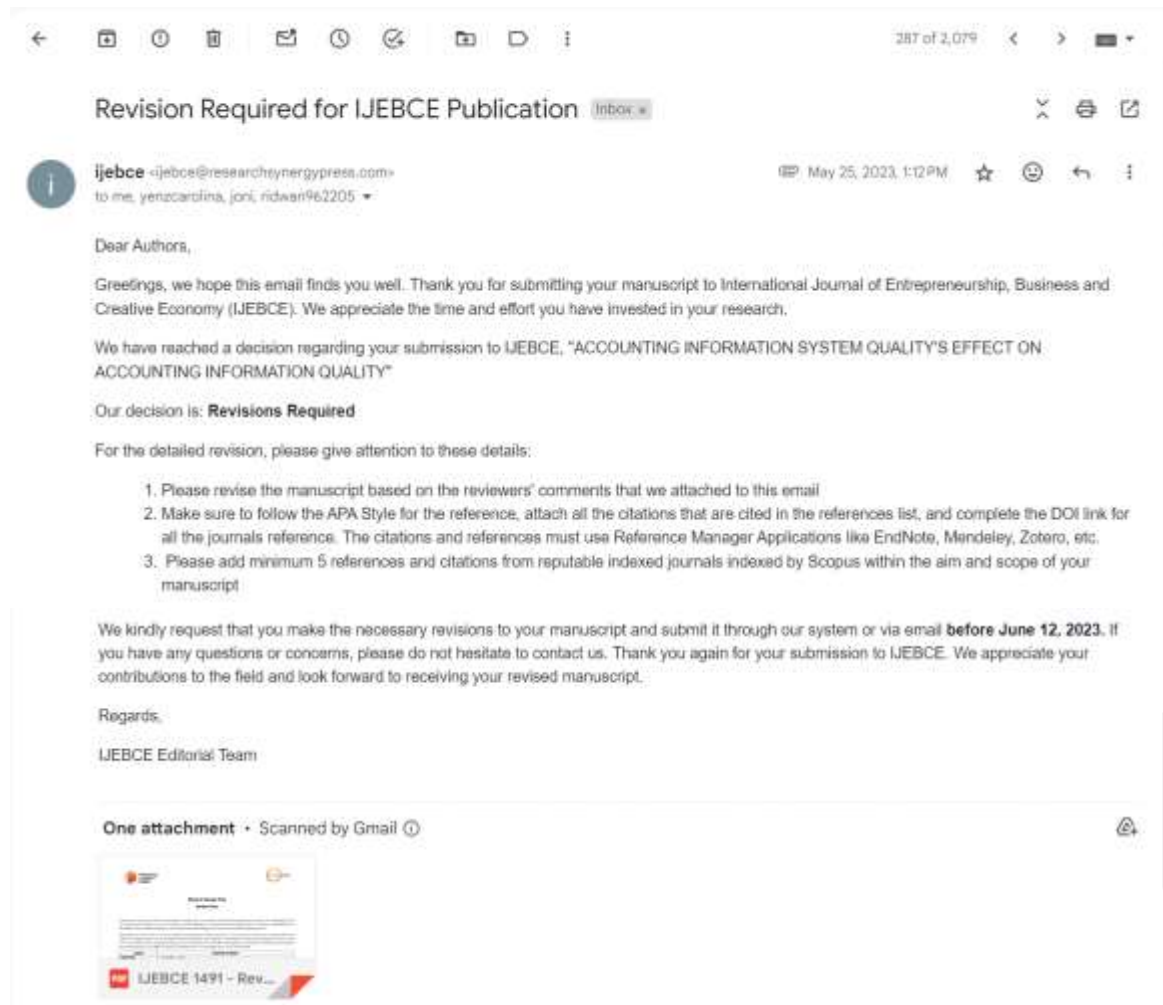 287 of 2,079
Revision Required for IJEBCE Publication Inbox x
i
ijebce <ijebce@researchsynergypress.com>
May 25, 2023, 1:12 PM
to me, yenzcarolina, joni, ridwan962205
Dear Authors,
Greetings, we hope this email finds you well. Thank you for submitting your manuscript to International Journal of Entrepreneurship, Business and
Creative Economy (IJEBCE). We appreciate the time and effort you have invested in your research.
We have reached a decision regarding your submission to IJEBCE, "ACCOUNTING INFORMATION SYSTEM QUALITY'S EFFECT ON
ACCOUNTING INFORMATION QUALITY"
Our decision is: Revisions Required
For the detailed revision, please give attention to these details:
1. Please revise the manuscript based on the reviewers' comments that we attached to this email
2. Make sure to follow the APA Style for the reference, attach all the citations that are cited in the references list, and complete the DOI link for
all the journals reference. The citations and references must use Reference Manager Applications like EndNote, Mendeley, Zotero, etc.
3. Please add minimum 5 references and citations from reputable indexed journals indexed by Scopus within the aim and scope of your
manuscript
We kindly request that you make the necessary revisions to your manuscript and submit it through our system or via email before June 12, 2023. If
you have any questions or concerns, please do not hesitate to contact us. Thank you again for your submission to IJEBCE. We appreciate your
contributions to the field and look forward to receiving your revised manuscript.
Regards,
IJEBCE Editorial Team
One attachment • Scanned by Gmail
PDF IJEBCE 1491 - Rev...